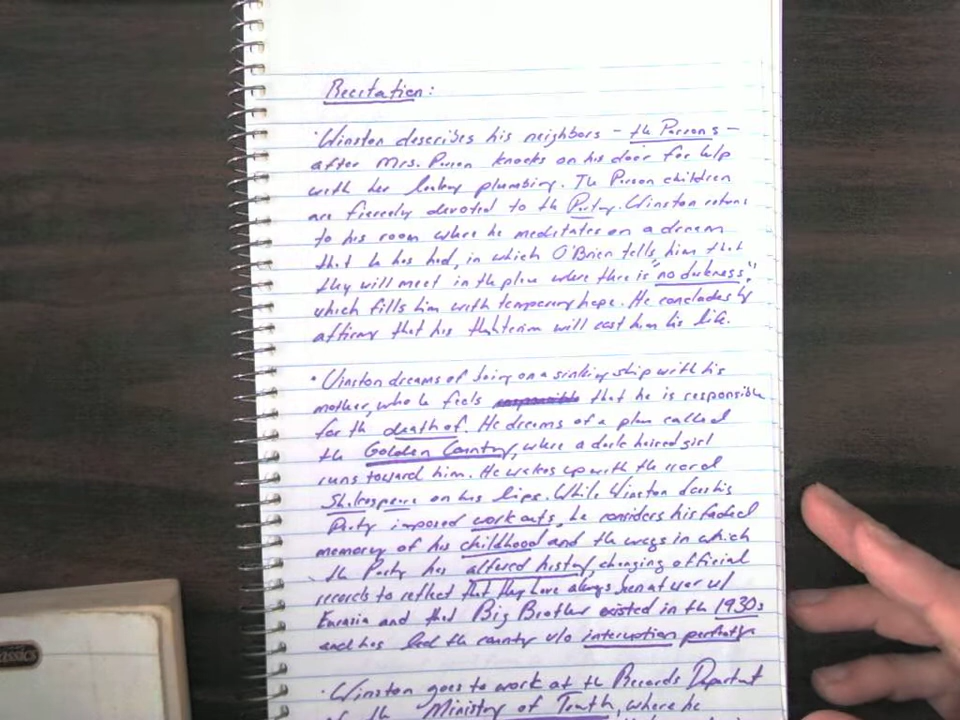 Recitation:
· Winston describes his neighbors – the Parsons –
after Mrs. Parson knocks on his door for help
with her leaky plumbing. The Parson children
are fiercely devoted to the Party. Winston returns
to his room where he meditates on a dream
that he has had, in which O'Brien tells him that
they will meet in the place where there is "no darkness,"
which fills him with temporary hope. He concludes by
affirmy that his will cost him his life.
· Winston dreams of being on a sinking ship with his
mother, who he feels that he is responsible
for the death of. He dreams of a place called
the Golden Country, where a dark haired girl
runs toward him. He wakes up with the word
Shakespeare on his lips. While Winston does his
Party imposed workouts, he considers his faded
memory of his childhood and the ways in which
the Party has altered history, changing official
records to reflect that they have always been at war w/
Eurasia and that Big Brother existed in the 1930s
and has lead the country w/o interruption
· Winston goes to work at the Records Department
of the Ministry of Truth, where he